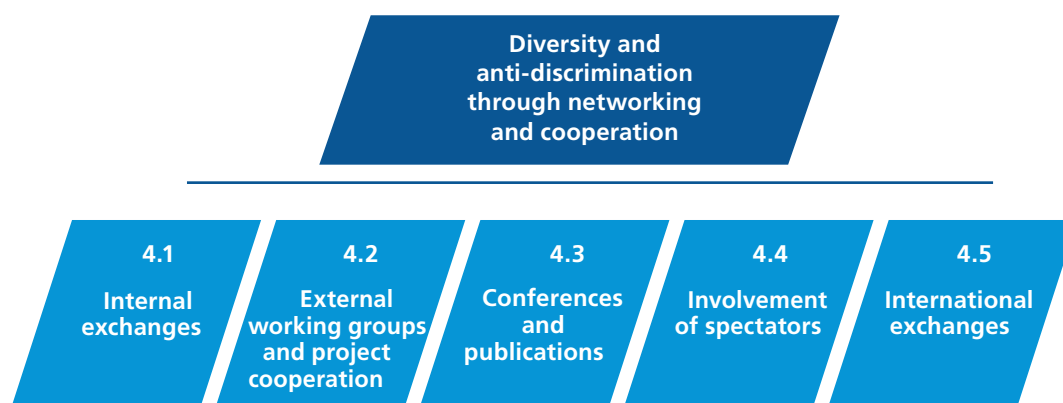 Diversity and
anti-discrimination
through networking
and cooperation
4.1
Internal
exchanges
4.2
External
working groups
and project
cooperation
4.3
Conferences
and
publications
4.4
Involvement
of spectators
4.5
International
exchanges